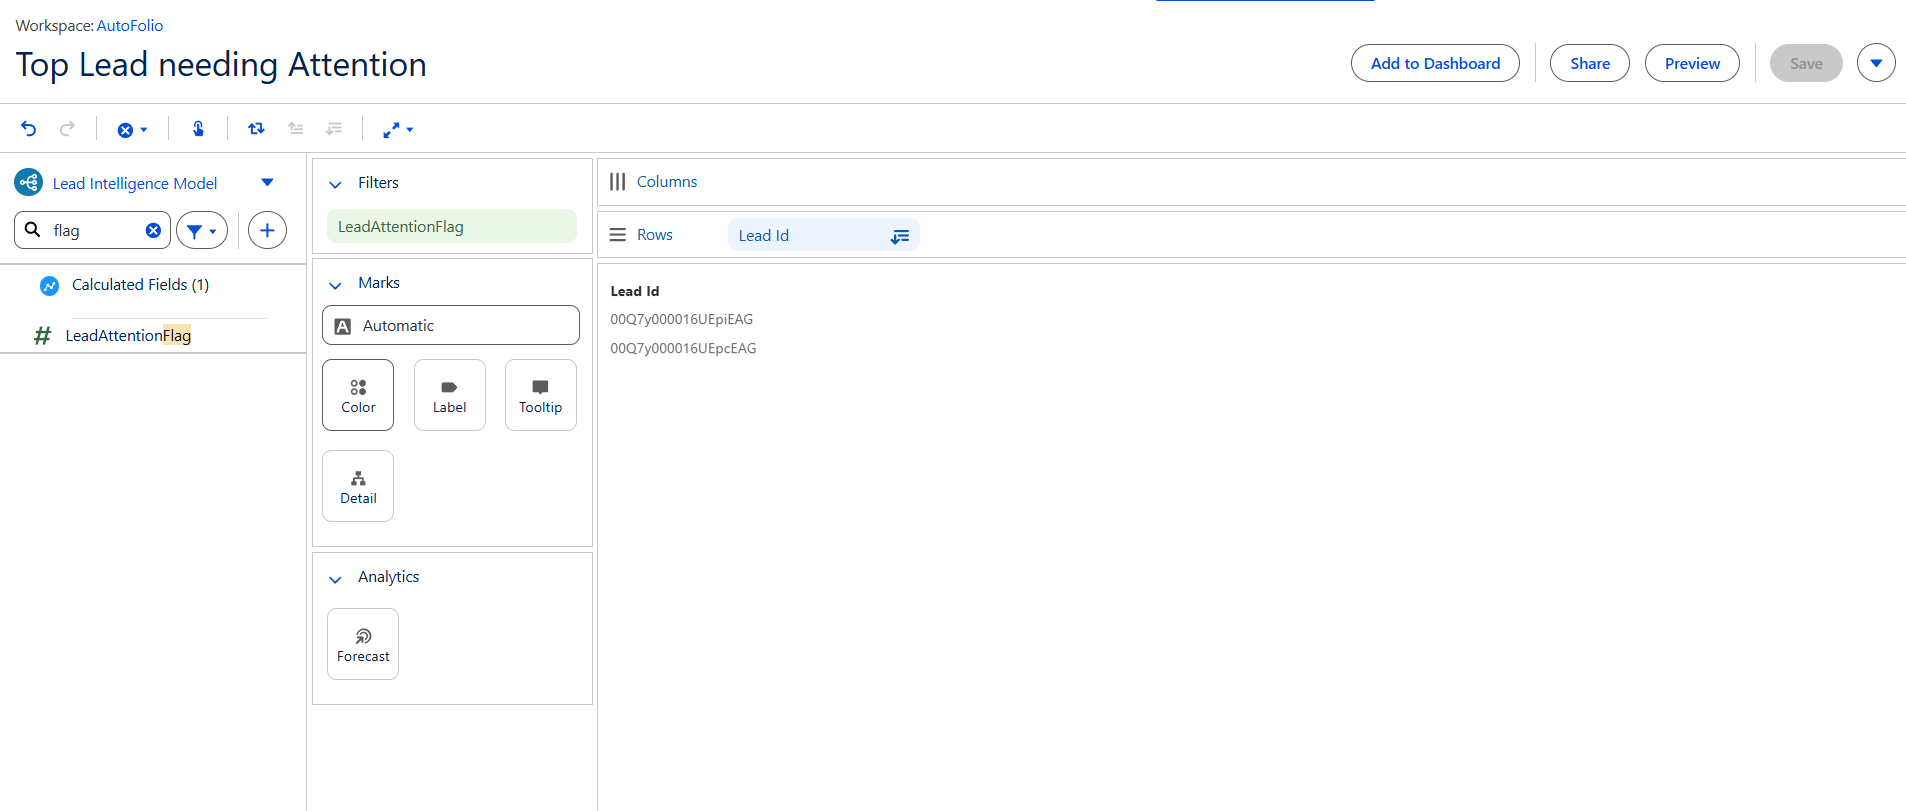 Workspace: AutoFolio
Top Lead needing Attention
Add to Dashboard
Share
Preview
Save
Lead Intelligence Model
flag
Calculated Fields (1)
LeadAttentionFlag
Filters
LeadAttentionFlag
Marks
Automatic
Color
Label
Tooltip
Detail
Analytics
Forecast
Columns
Rows
Lead Id
Lead Id
00Q7y000016UEpiEAG
00Q7y000016UEpcEAG